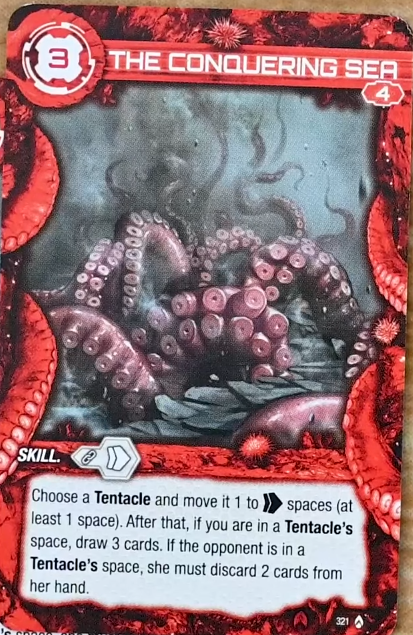 3
THE CONQUERING SEA
4
SKILL.
Choose a Tentacle and move it 1 to spaces (at
least 1 space). After that, if you are in a Tentacle's
space, draw 3 cards. If the opponent is in a
Tentacle's space, she must discard 2 cards from
her hand.
321